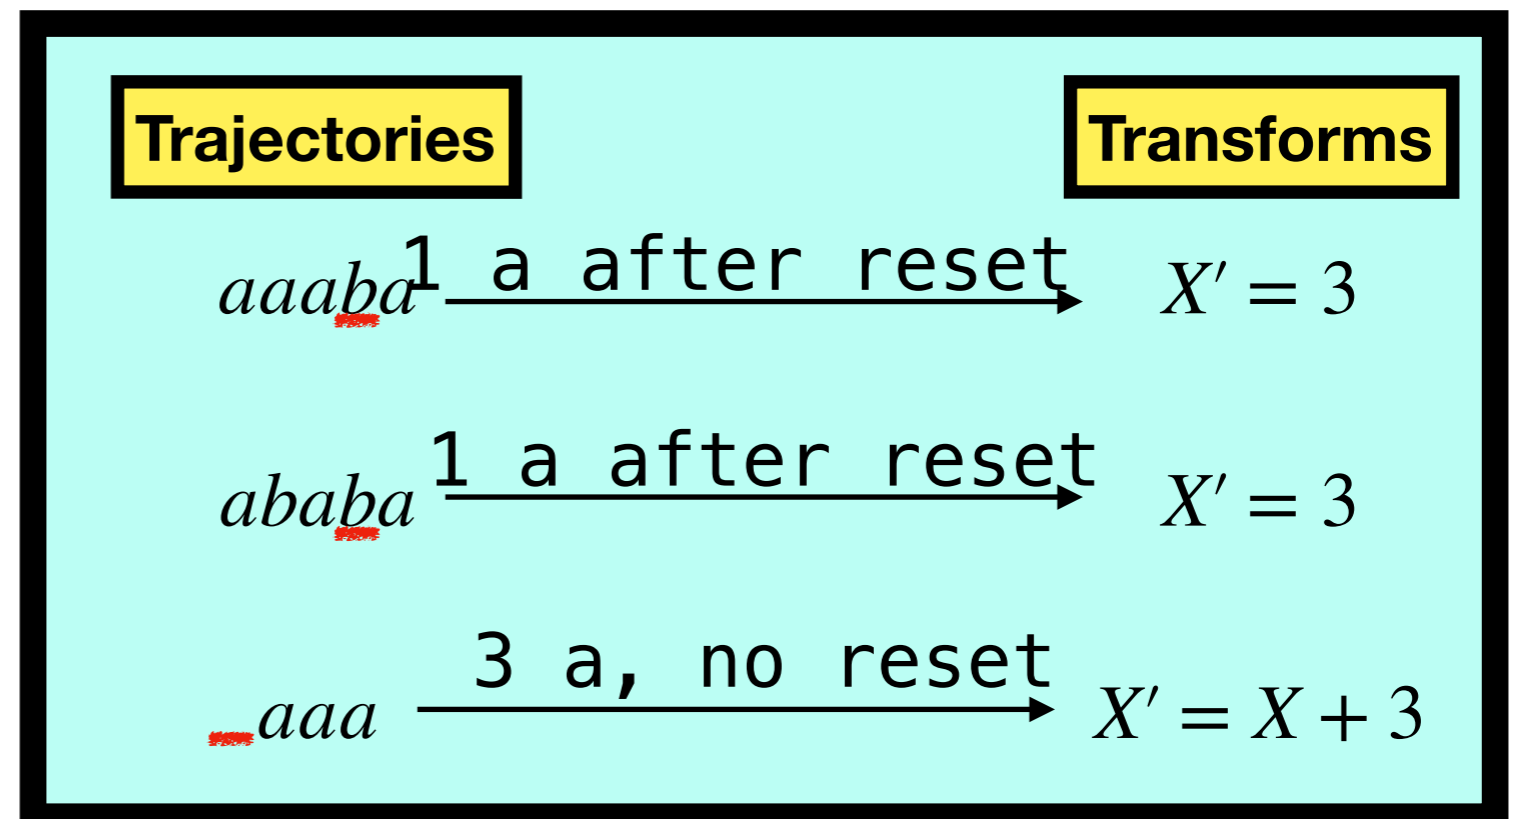 Trajectories Transforms
aaaba 1 a after reset X′ = 3
ababa 1 a after reset X′ = 3
aaa 3 a, no reset X′ = X + 3